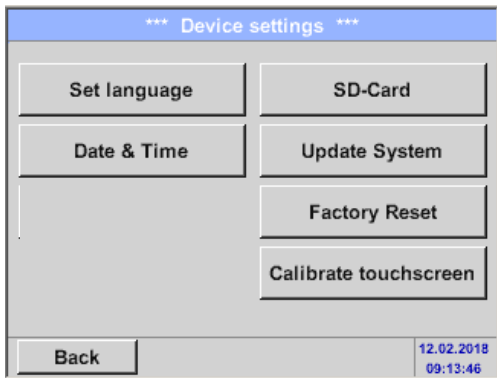 *** Device settings ***
Set language
SD-Card
Date & Time
Update System
Factory Reset
Calibrate touchscreen
Back
12.02.2018
09:13:46